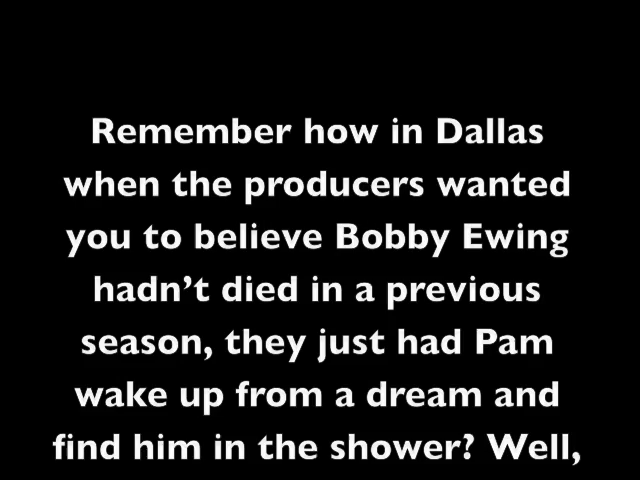 Remember how in Dallas
when the producers wanted
you to believe Bobby Ewing
hadn’t died in a previous
season, they just had Pam
wake up from a dream and
find him in the shower? Well,